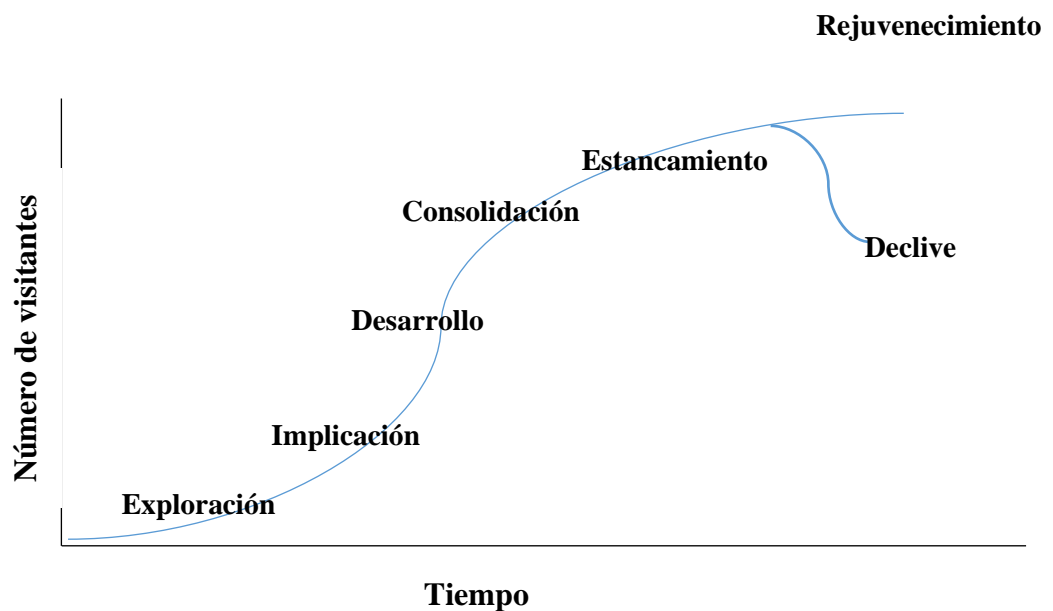 Rejuvenecimiento
Estancamiento
Consolidación
Declive
Desarrollo
Implicación
Exploración
Número de visitantes
Tiempo